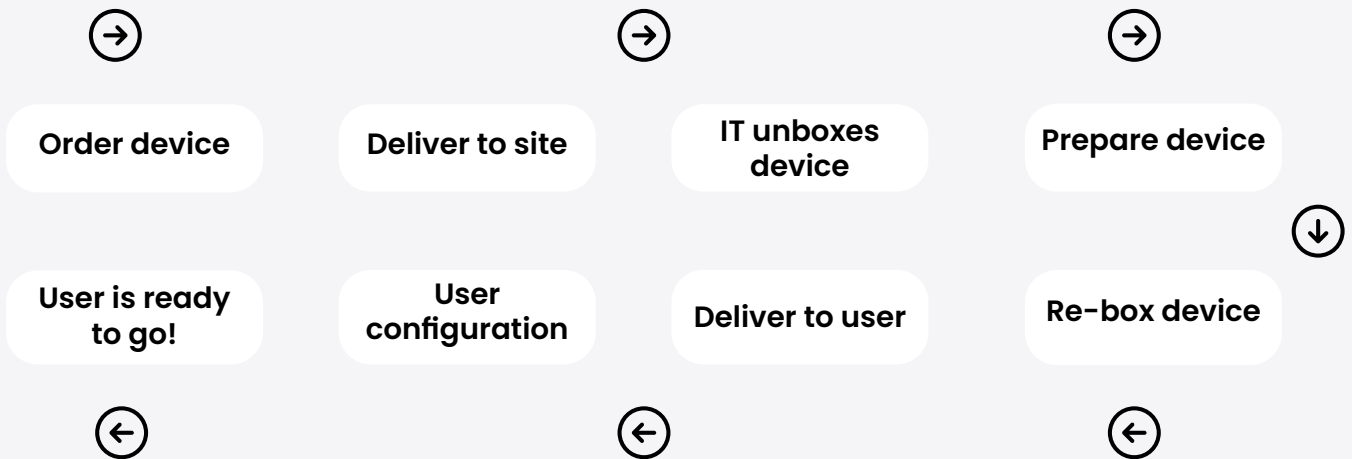 Order device
Deliver to site
IT unboxes
device
Prepare device
User is ready
to go!
User
configuration
Deliver to user
Re-box device